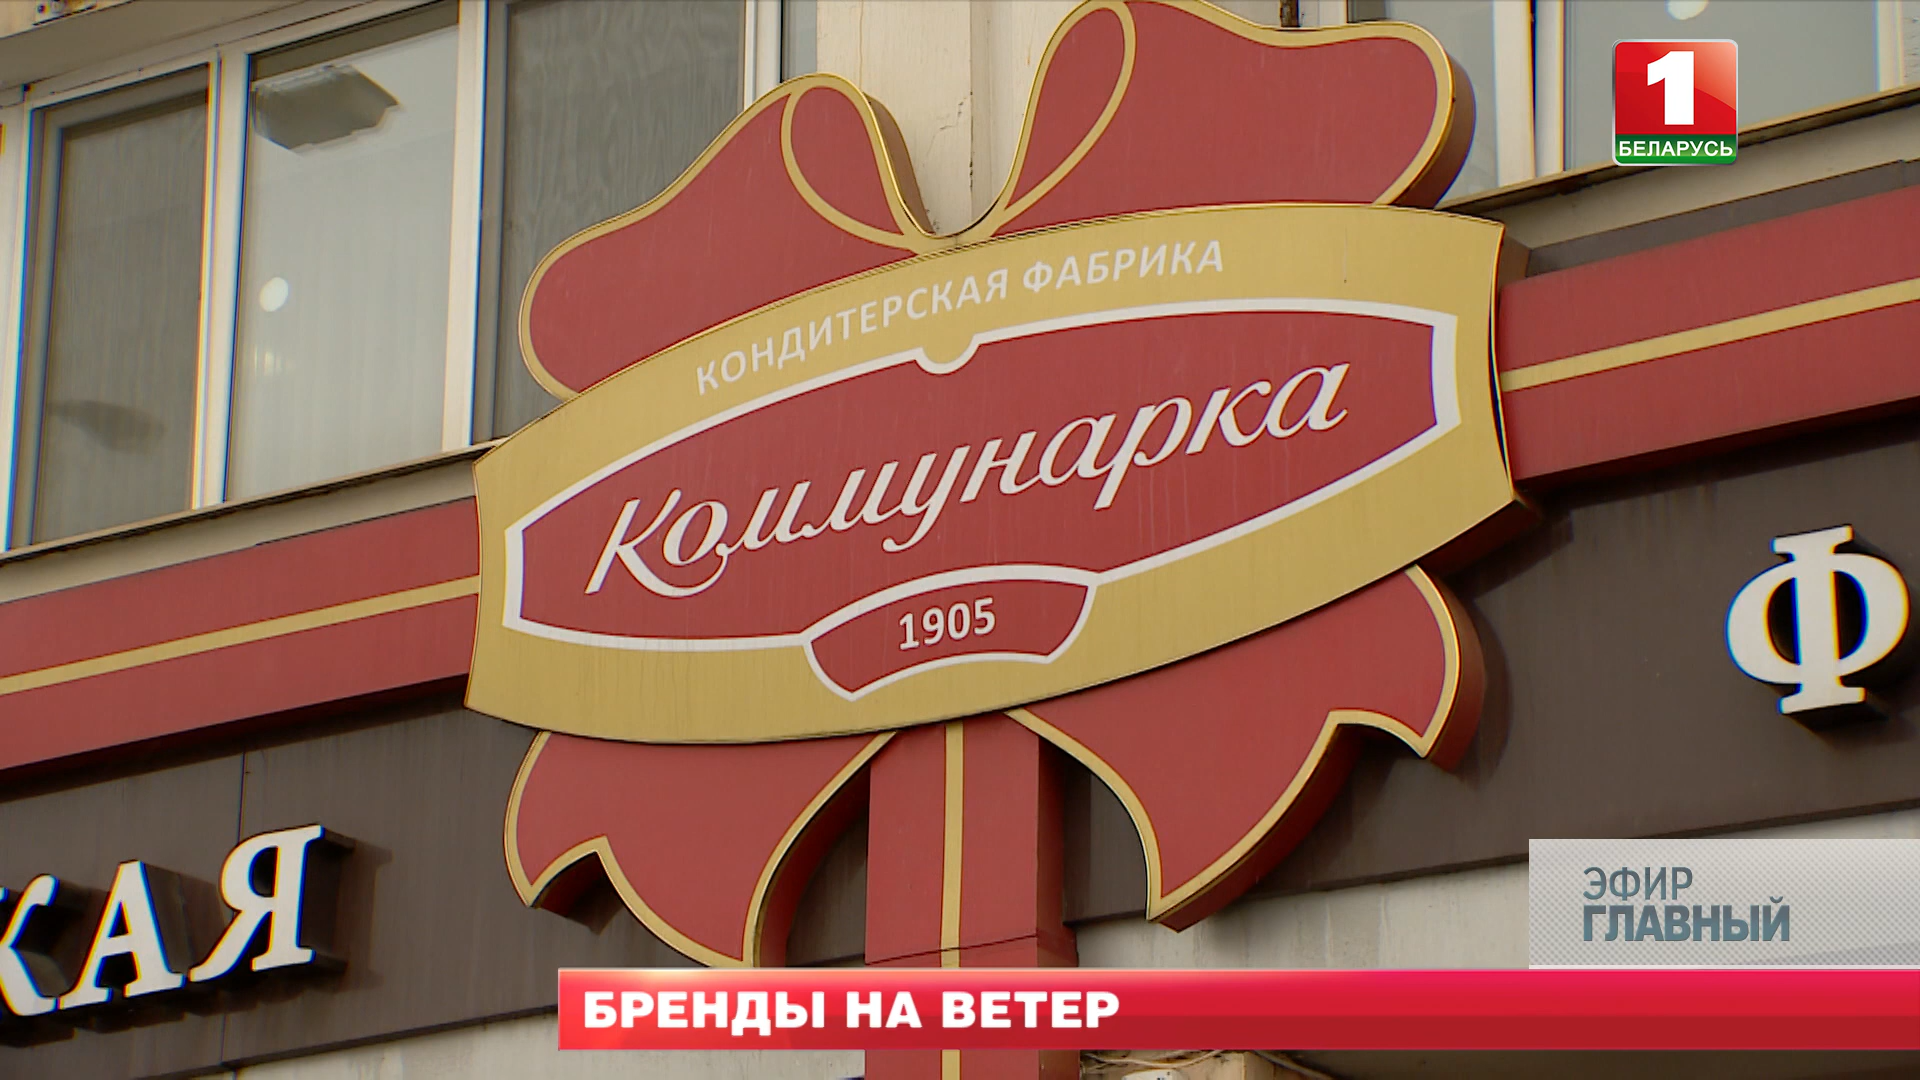 1
БЕЛАРУСЬ
КОНДИТЕРСКАЯ ФАБРИКА
Коммунарка
1905
Ф
КАЯ
ЭФИР
ГЛАВНЫЙ
БРЕНДЫ НА ВЕТЕР